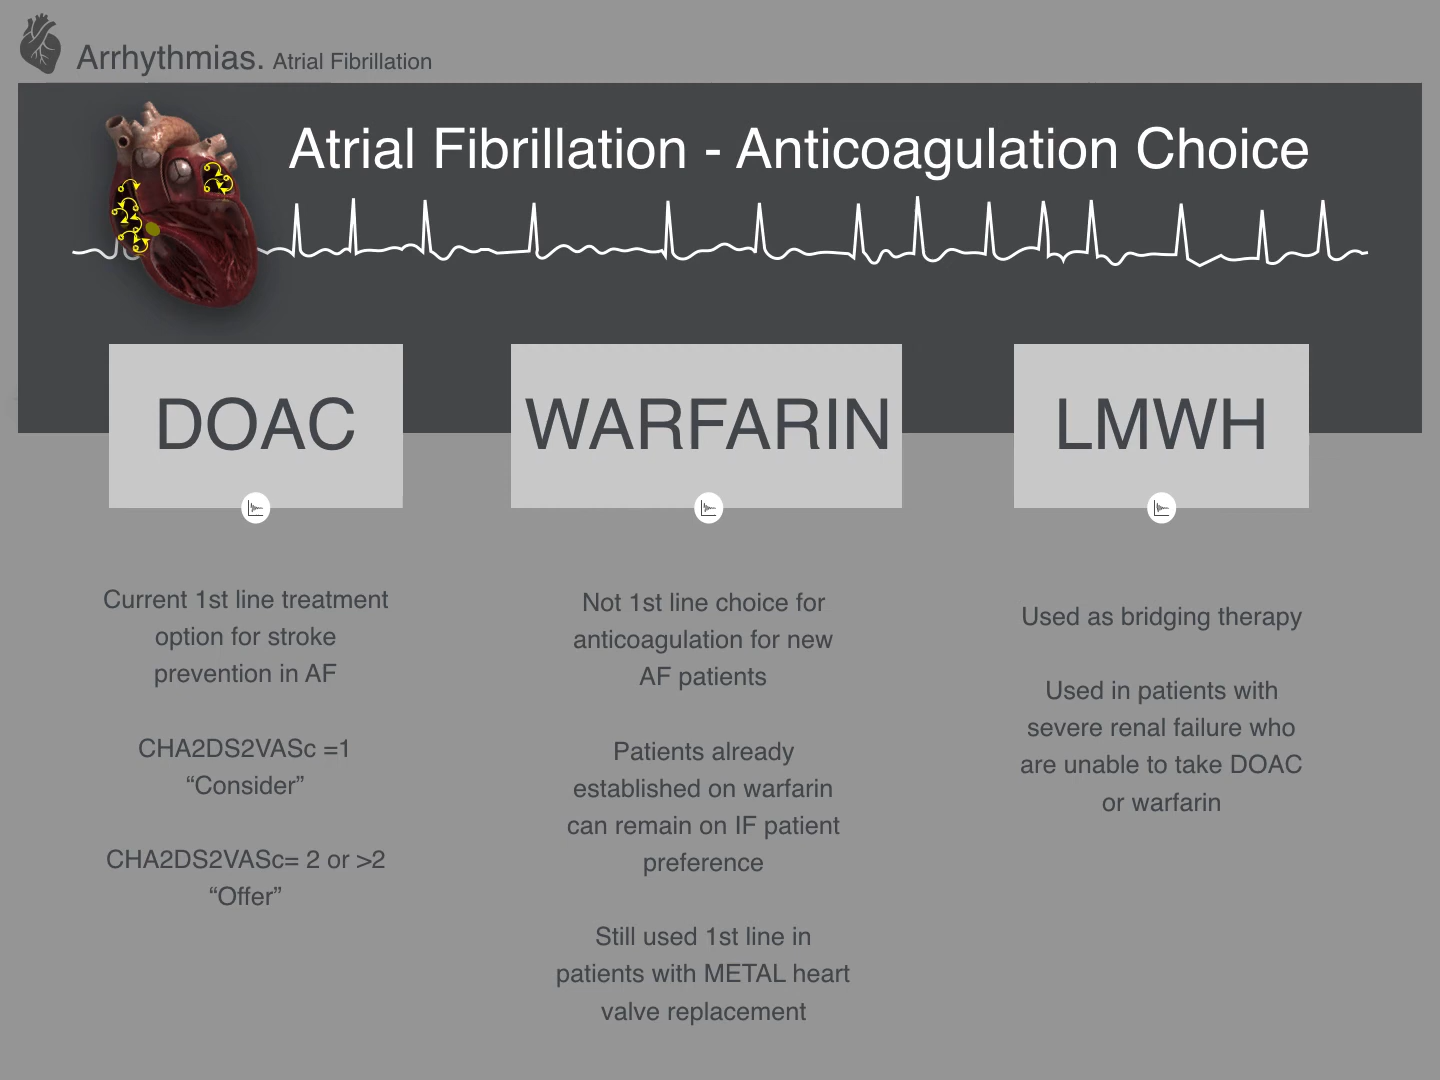 Arrhythmias. Atrial Fibrillation
Atrial Fibrillation - Anticoagulation Choice
DOAC
Current 1st line treatment
option for stroke
prevention in AF
CHA2DS2VASc =1
“Consider”
CHA2DS2VASc= 2 or >2
“Offer”
WARFARIN
Not 1st line choice for
anticoagulation for new
AF patients
Patients already
established on warfarin
can remain on IF patient
preference
Still used 1st line in
patients with METAL heart
valve replacement
LMWH
Used as bridging therapy
Used in patients with
severe renal failure who
are unable to take DOAC
or warfarin